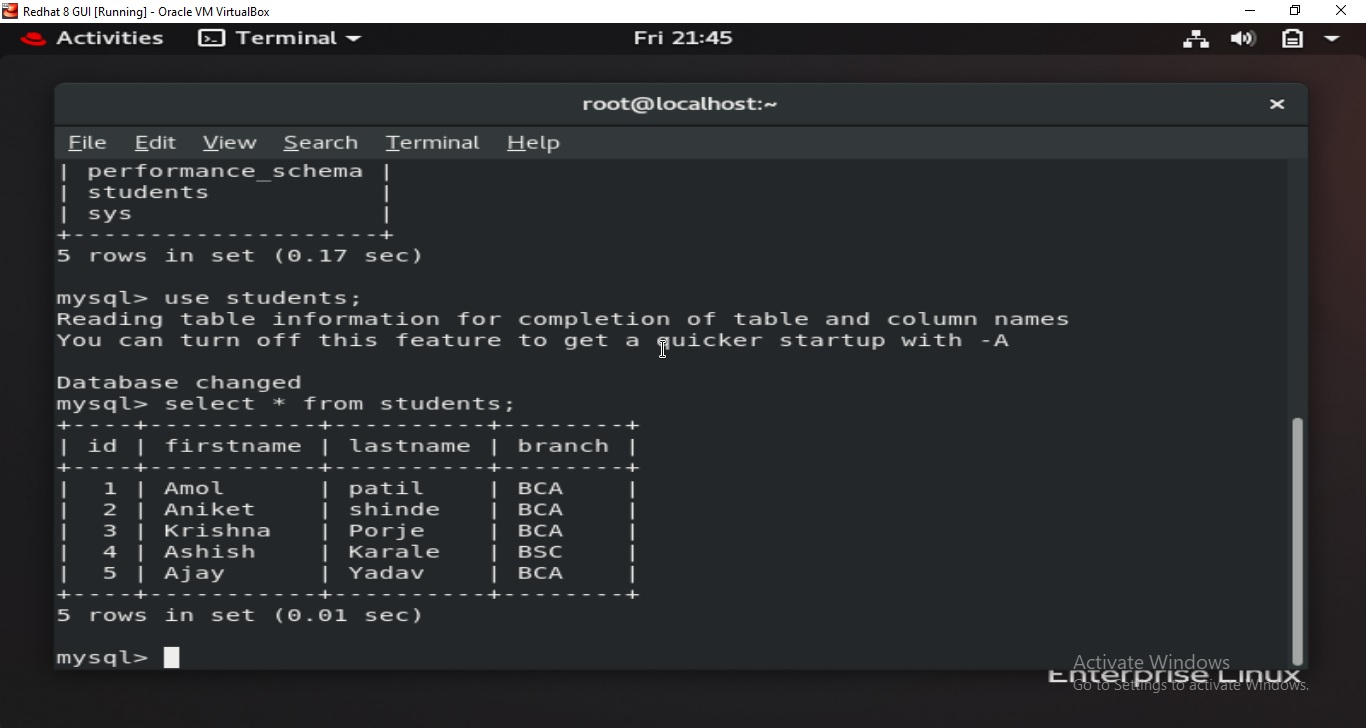 Redhat 8 GUI [Running] - Oracle VM VirtualBox
Activities Terminal Fri 21:45
root@localhost:~
File Edit View Search Terminal Help
| performance_schema |
| students |
| sys |
+--------------------+
5 rows in set (0.17 sec)
mysql> use students;
Reading table information for completion of table and column names
You can turn off this feature to get a quicker startup with -A
Database changed
mysql> select * from students;
+----+-----------+----------+--------+
| id | firstname | lastname | branch |
+----+-----------+----------+--------+
| 1 | Amol | patil | BCA |
| 2 | Aniket | shinde | BCA |
| 3 | Krishna | Porje | BCA |
| 4 | Ashish | Karale | BSC |
| 5 | Ajay | Yadav | BCA |
+----+-----------+----------+--------+
5 rows in set (0.01 sec)
mysql>
Activate Windows
Enterprise Linux
Go to Settings to activate Windows.